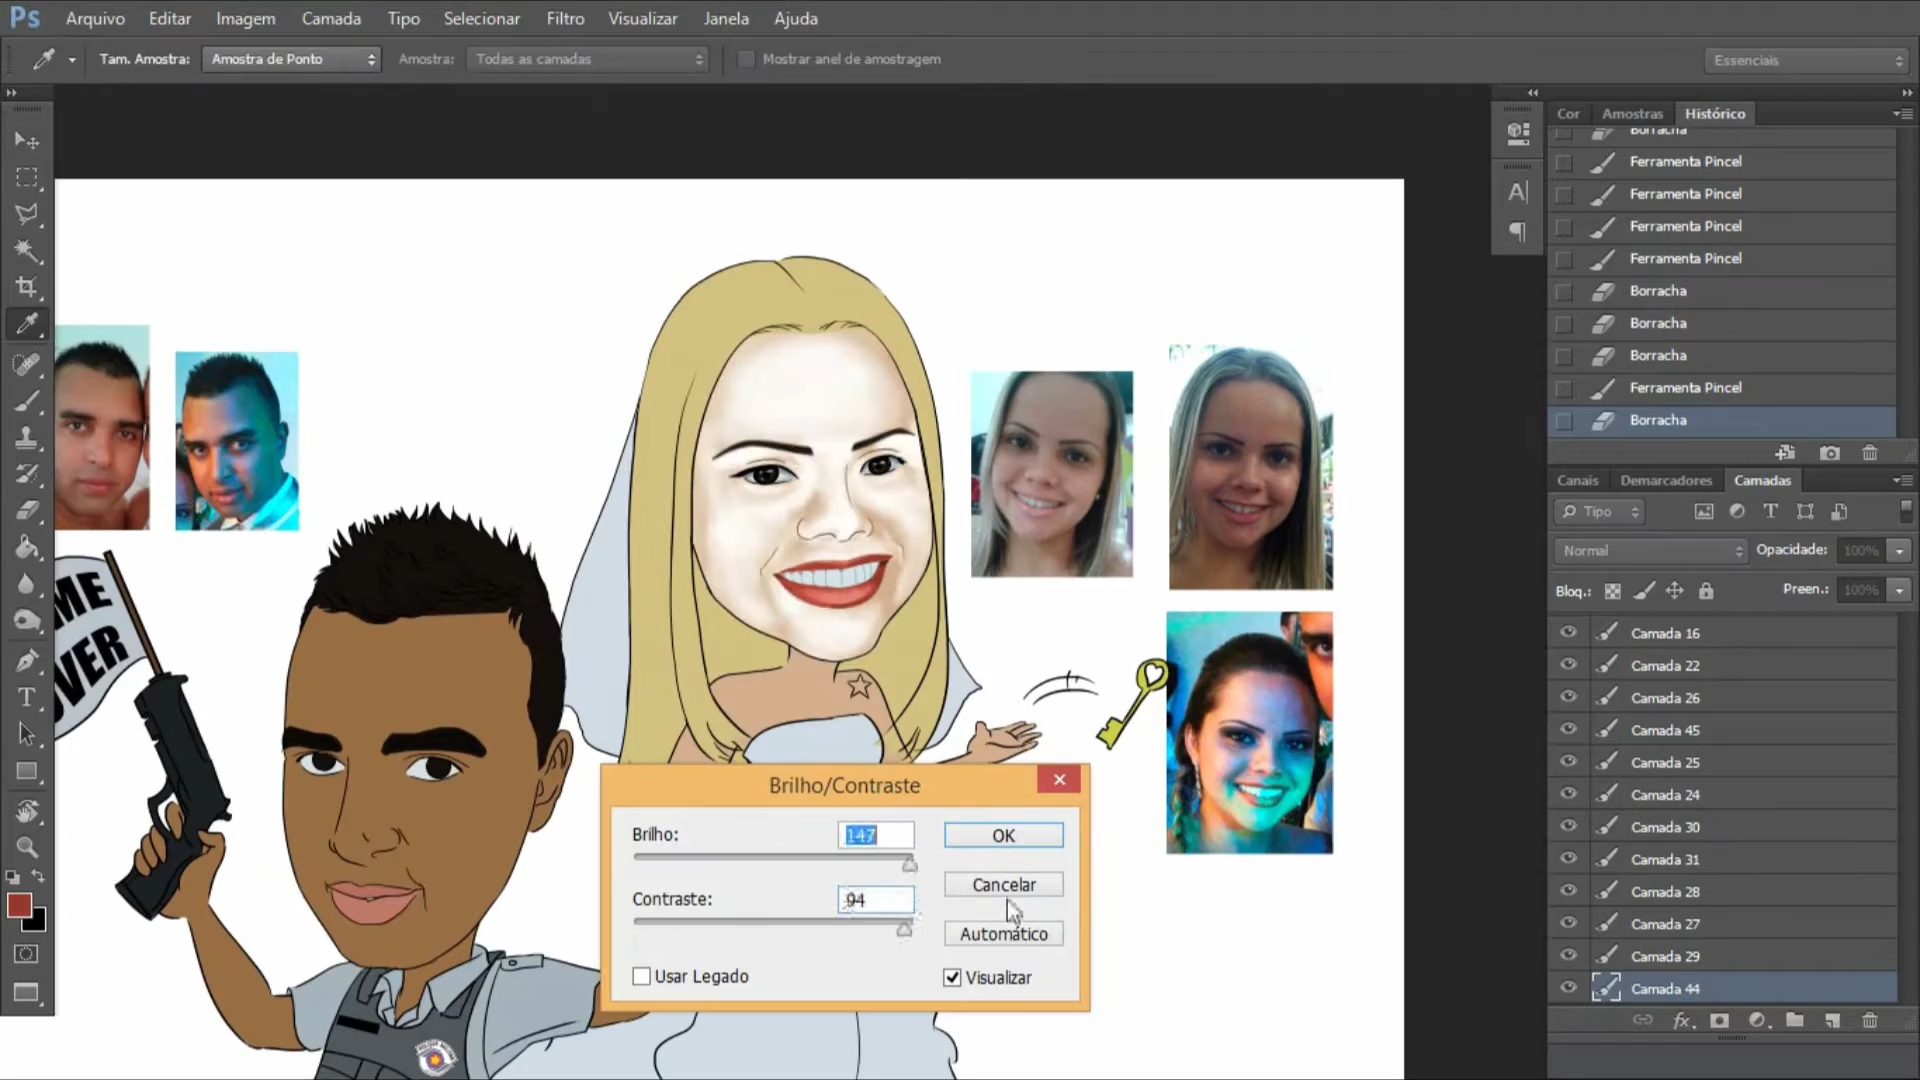 Ps Arquivo Editar Imagem Camada Tipo Selecionar Filtro Visualizar Janela Ajuda
Tam. Amostra: Amostra de Ponto Amostra: Todas as camadas Mostrar anel de amostragem Essenciais
Cor Amostras Histórico
Borracha
Ferramenta Pincel
Ferramenta Pincel
Ferramenta Pincel
Ferramenta Pincel
Borracha
Borracha
Borracha
Ferramenta Pincel
Borracha
Canais Demarcadores Camadas
Tipo
Normal Opacidade: 100%
Bloq.: Preen.: 100%
Camada 16
Camada 22
Camada 26
Camada 45
Camada 25
Camada 24
Camada 30
Camada 31
Camada 28
Camada 27
Camada 29
Camada 44
fx
ME
OVER
Brilho/Contraste
Brilho: 147 OK
Cancelar
Contraste: 94
Automático
Usar Legado Visualizar